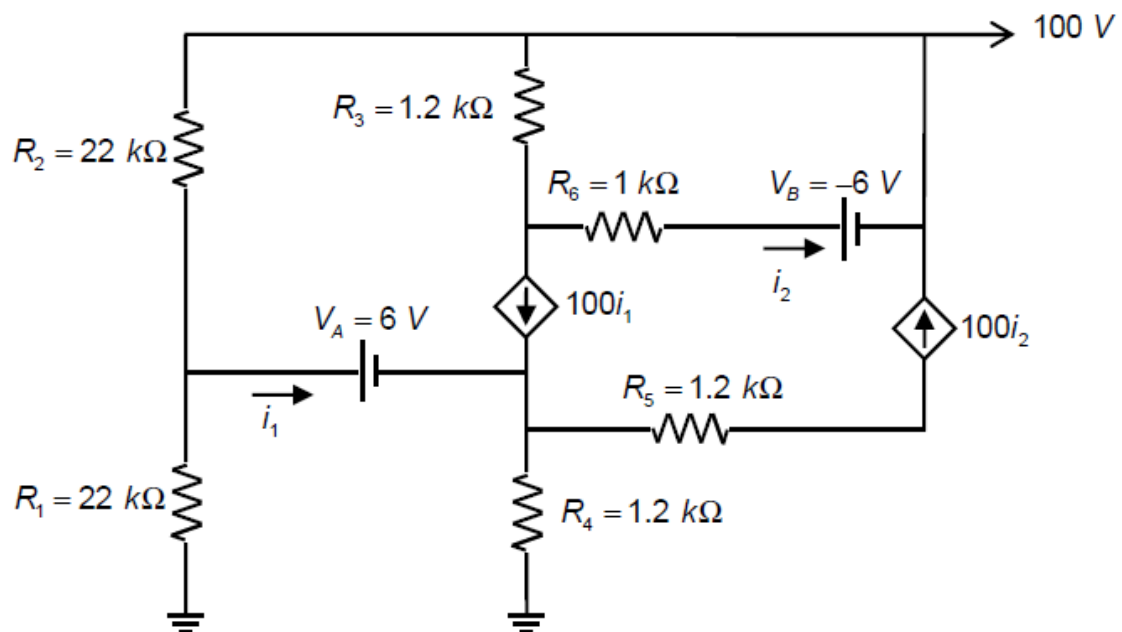 100 V
R₃ = 1.2 kΩ
R₂ = 22 kΩ
R₆ = 1 kΩ
V_B = –6 V
i₂
100i₁
100i₂
V_A = 6 V
R₅ = 1.2 kΩ
i₁
R₁ = 22 kΩ
R₄ = 1.2 kΩ